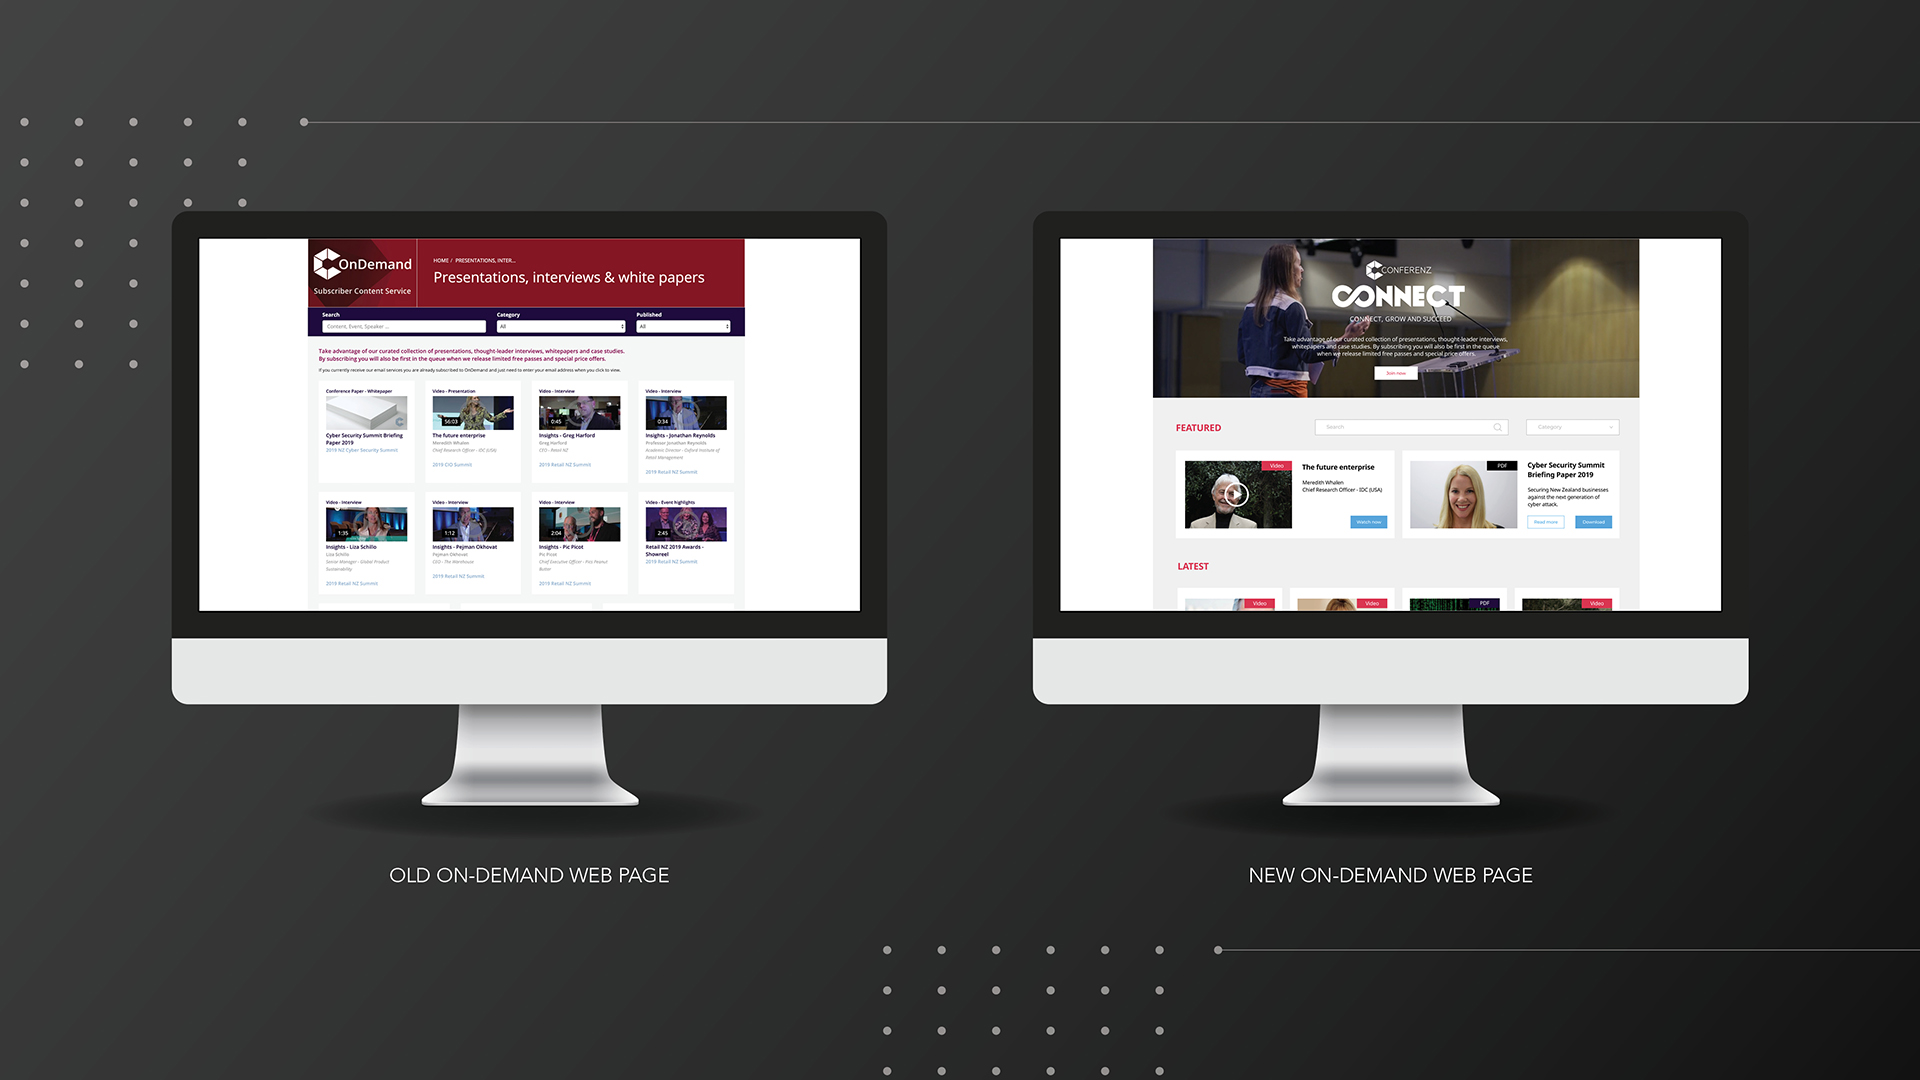 OnDemand
Subscriber Content Service
HOME / PRESENTATIONS, INTER...
Presentations, interviews & white papers
Search
Category
Published
Content, Event, Speaker ...
All
All
Take advantage of our curated collection of presentations, thought-leader interviews, whitepapers and case studies.
By subscribing you will also be first in the queue when we release limited free passes and special price offers.
If you currently receive our email services you are already subscribed to OnDemand and just need to enter your email address when you click to view.
Conference Paper - Whitepaper
Cyber Security Summit Briefing
Paper 2019
2019 NZ Cyber Security Summit
Video - Presentation
56:03
The future enterprise
Meredith Whalen
Chief Research Officer - IDC (USA)
2019 CIO Summit
Video - Interview
0:45
Insights - Greg Harford
Greg Harford
CEO - Retail NZ
2019 Retail NZ Summit
Video - Interview
0:34
Insights - Jonathan Reynolds
Professor Jonathan Reynolds
Academic Director - Oxford Institute of
Retail Management
2019 Retail NZ Summit
Video - Interview
1:35
Insights - Liza Schillo
Liza Schillo
Senior Manager - Global Product
Sustainability
2019 Retail NZ Summit
Video - Interview
1:12
Insights - Pejman Okhovat
Pejman Okhovat
CEO - The Warehouse
2019 Retail NZ Summit
Video - Interview
2:04
Insights - Pic Picot
Pic Picot
Chief Executive Officer - Pics Peanut
Butter
2019 Retail NZ Summit
Video - Event highlights
2:45
Retail NZ 2019 Awards -
Showreel
2019 Retail NZ Summit
OLD ON-DEMAND WEB PAGE
CONFERENZ
CONNECT
CONNECT, GROW AND SUCCEED
Take advantage of our curated collection of presentations, thought-leader interviews,
whitepapers and case studies. By subscribing you will also be first in the queue
when we release limited free passes and special price offers.
Join now
FEATURED
Search
Category
Video
The future enterprise
Meredith Whalen
Chief Research Officer - IDC (USA)
Watch now
PDF
Cyber Security Summit
Briefing Paper 2019
Securing New Zealand businesses
against the next generation of
cyber attack.
Read more
Download
LATEST
Video
Video
PDF
Video
NEW ON-DEMAND WEB PAGE